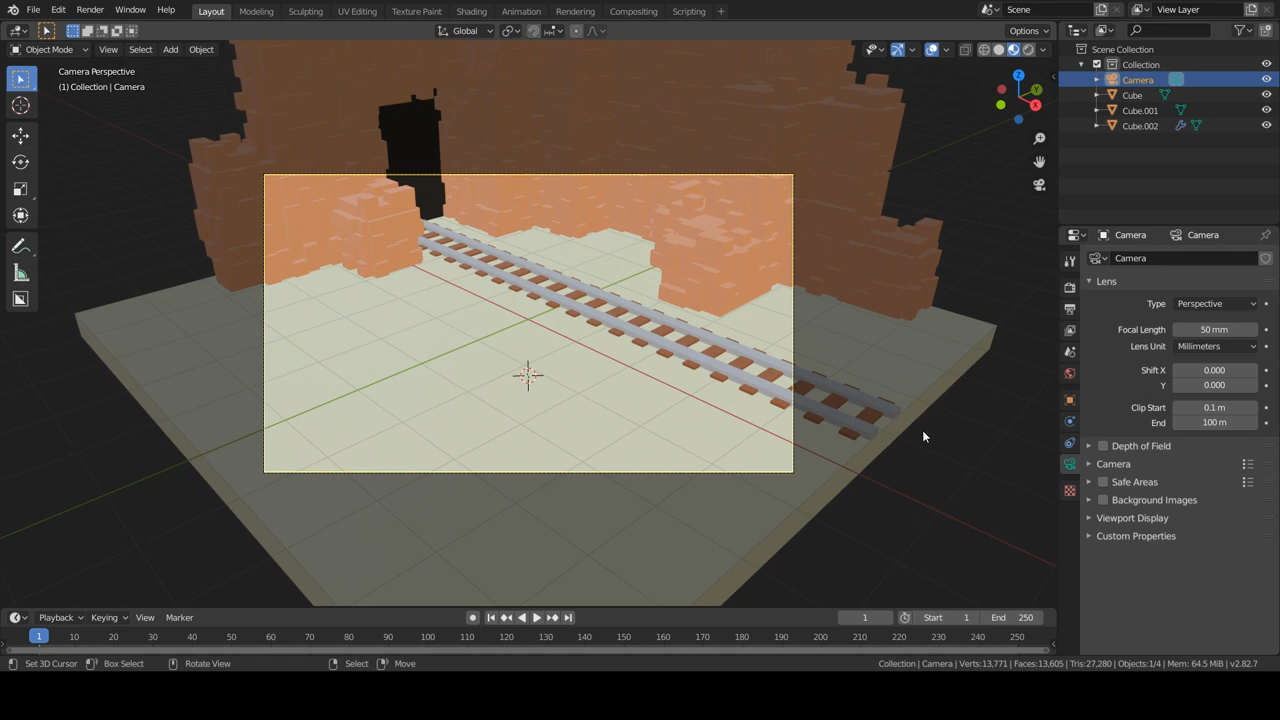 File Edit Render Window Help Layout Modeling Sculpting UV Editing Texture Paint Shading Animation Rendering Compositing Scripting + Scene View Layer
Global Options
Object Mode View Select Add Object
Camera Perspective
(1) Collection | Camera
Z
Y
X
Scene Collection
Collection
Camera
Cube
Cube.001
Cube.002
Camera Camera
Camera
Lens
Type Perspective
Focal Length 50 mm
Lens Unit Millimeters
Shift X 0.000
Y 0.000
Clip Start 0.1 m
End 100 m
Depth of Field
Camera
Safe Areas
Background Images
Viewport Display
Custom Properties
Playback Keying View Marker 1 Start 1 End 250
1 10 20 30 40 50 60 70 80 90 100 110 120 130 140 150 160 170 180 190 200 210 220 230 240 250
Set 3D Cursor Box Select Rotate View Select Move Collection | Camera | Verts:13,771 | Faces:13,605 | Tris:27,280 | Objects:1/4 | Mem: 64.5 MiB | v2.82.7